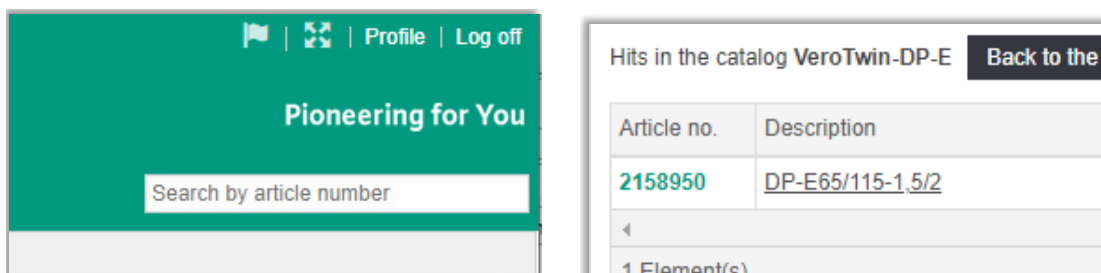 | | Profile | Log off
Pioneering for You
Search by article number
Hits in the catalog VeroTwin-DP-E Back to the
Article no. Description
2158950 DP-E65/115-1,5/2
1 Element(s)